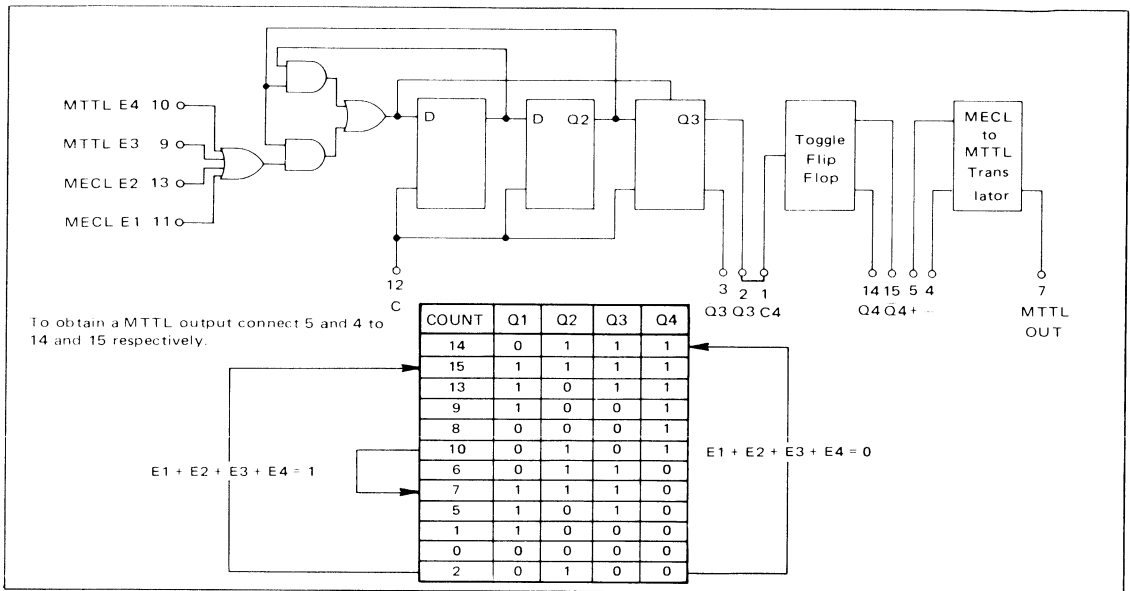 MTTL E4 10
MTTL E3 9
MECL E2 13
MECL E1 11
D
D Q2
Q3
Toggle
Flip
Flop
MECL
to
MTTL
Trans
lator
12
C
3 2 1
Q3 Q3 C4
14 15 5 4
Q4 Q̄4 + −
7
MTTL
OUT
To obtain a MTTL output connect 5 and 4 to
14 and 15 respectively.
COUNT Q1 Q2 Q3 Q4
14 0 1 1 1
15 1 1 1 1
13 1 0 1 1
9 1 0 0 1
8 0 0 0 1
10 0 1 0 1
6 0 1 1 0
7 1 1 1 0
5 1 0 1 0
1 1 0 0 0
0 0 0 0 0
2 0 1 0 0
E1 + E2 + E3 + E4 = 1
E1 + E2 + E3 + E4 = 0